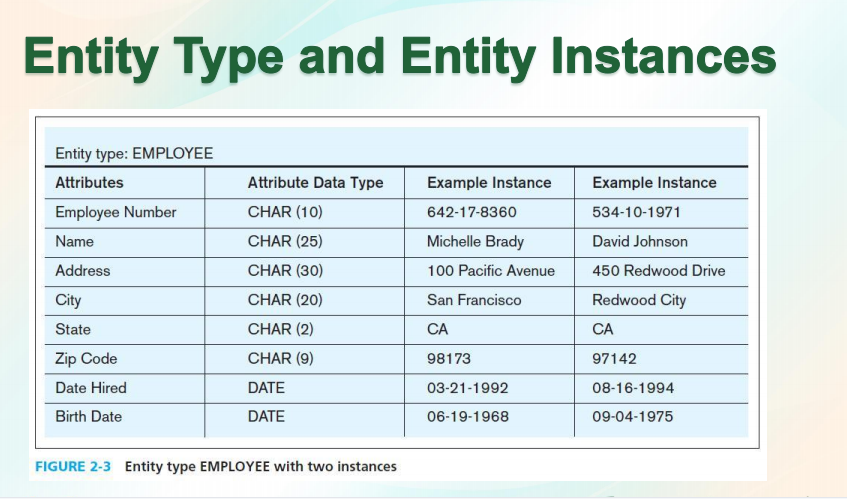 Entity Type and Entity Instances
Entity type: EMPLOYEE
Attributes Attribute Data Type Example Instance Example Instance
Employee Number CHAR (10) 642-17-8360 534-10-1971
Name CHAR (25) Michelle Brady David Johnson
Address CHAR (30) 100 Pacific Avenue 450 Redwood Drive
City CHAR (20) San Francisco Redwood City
State CHAR (2) CA CA
Zip Code CHAR (9) 98173 97142
Date Hired DATE 03-21-1992 08-16-1994
Birth Date DATE 06-19-1968 09-04-1975
FIGURE 2-3 Entity type EMPLOYEE with two instances